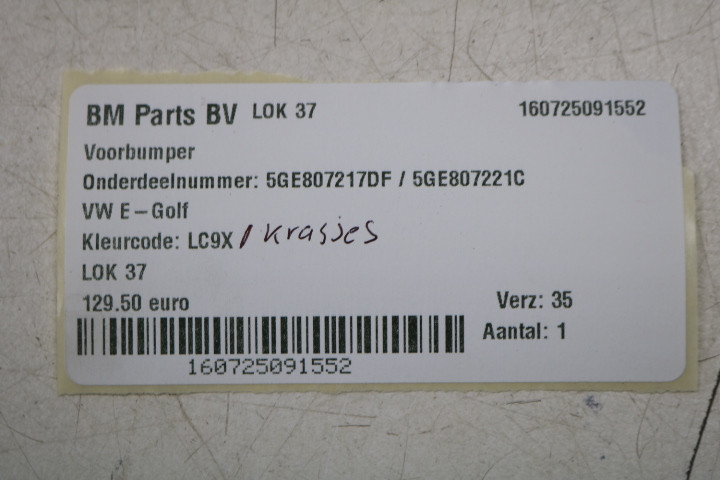 BM Parts BV LOK 37 160725091552
Voorbumper
Onderdeelnummer: 5GE807217DF / 5GE807221C
VW E-Golf
Kleurcode: LC9X / krasjes
LOK 37
129.50 euro Verz: 35
Aantal: 1
160725091552